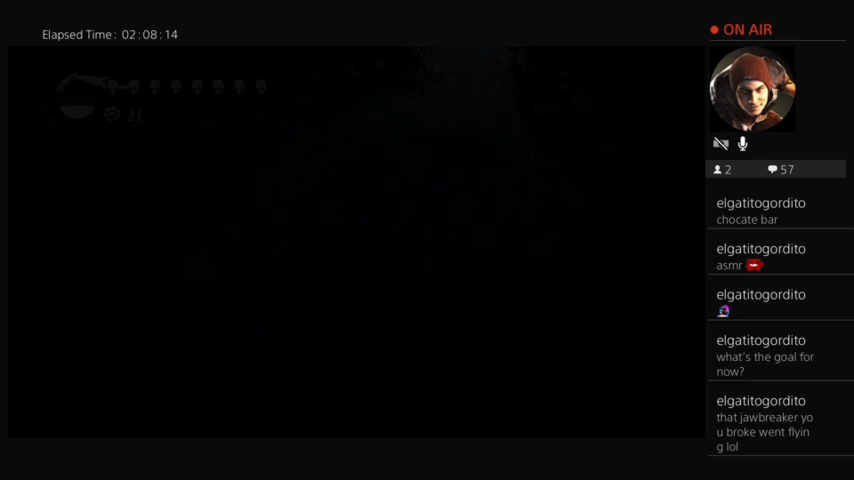 Elapsed Time: 02:08:14
ON AIR
21
2 57
elgatitogordito
chocate bar
elgatitogordito
asmr
elgatitogordito
elgatitogordito
what's the goal for
now?
elgatitogordito
that jawbreaker yo
u broke went flyin
g lol